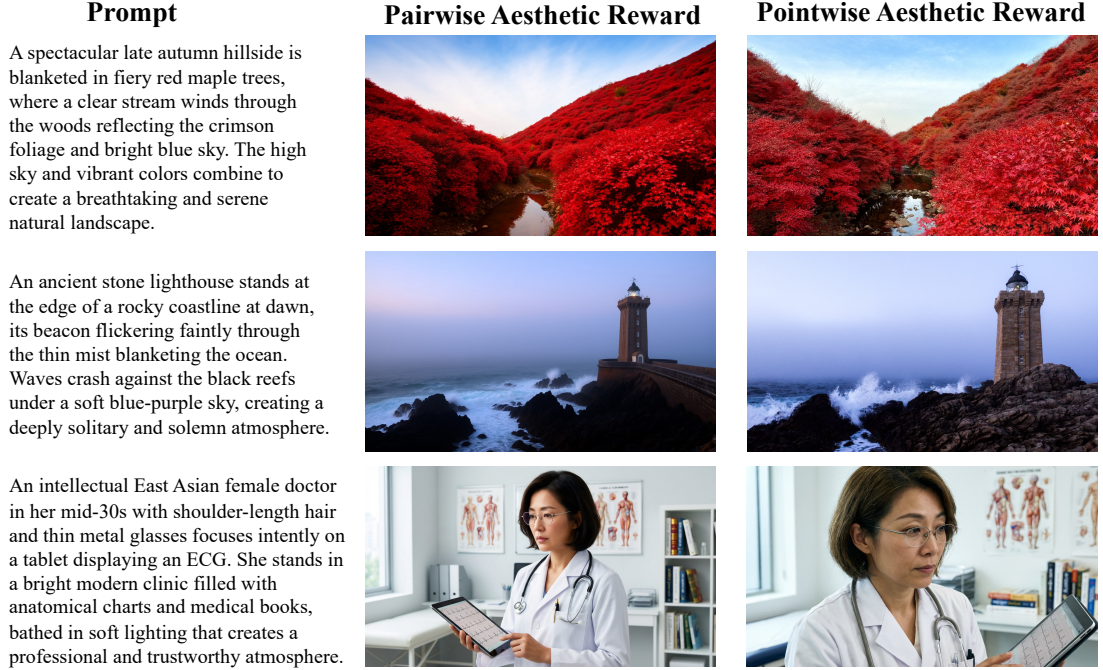 Prompt
Pairwise Aesthetic Reward
Pointwise Aesthetic Reward
A spectacular late autumn hillside is
blanketed in fiery red maple trees,
where a clear stream winds through
the woods reflecting the crimson
foliage and bright blue sky. The high
sky and vibrant colors combine to
create a breathtaking and serene
natural landscape.
An ancient stone lighthouse stands at
the edge of a rocky coastline at dawn,
its beacon flickering faintly through
the thin mist blanketing the ocean.
Waves crash against the black reefs
under a soft blue-purple sky, creating a
deeply solitary and solemn atmosphere.
An intellectual East Asian female doctor
in her mid-30s with shoulder-length hair
and thin metal glasses focuses intently on
a tablet displaying an ECG. She stands in
a bright modern clinic filled with
anatomical charts and medical books,
bathed in soft lighting that creates a
professional and trustworthy atmosphere.